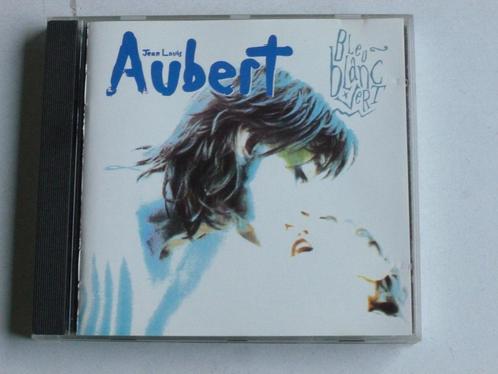 Jean Louis
Aubert
Bleu
blanc
+ VERT